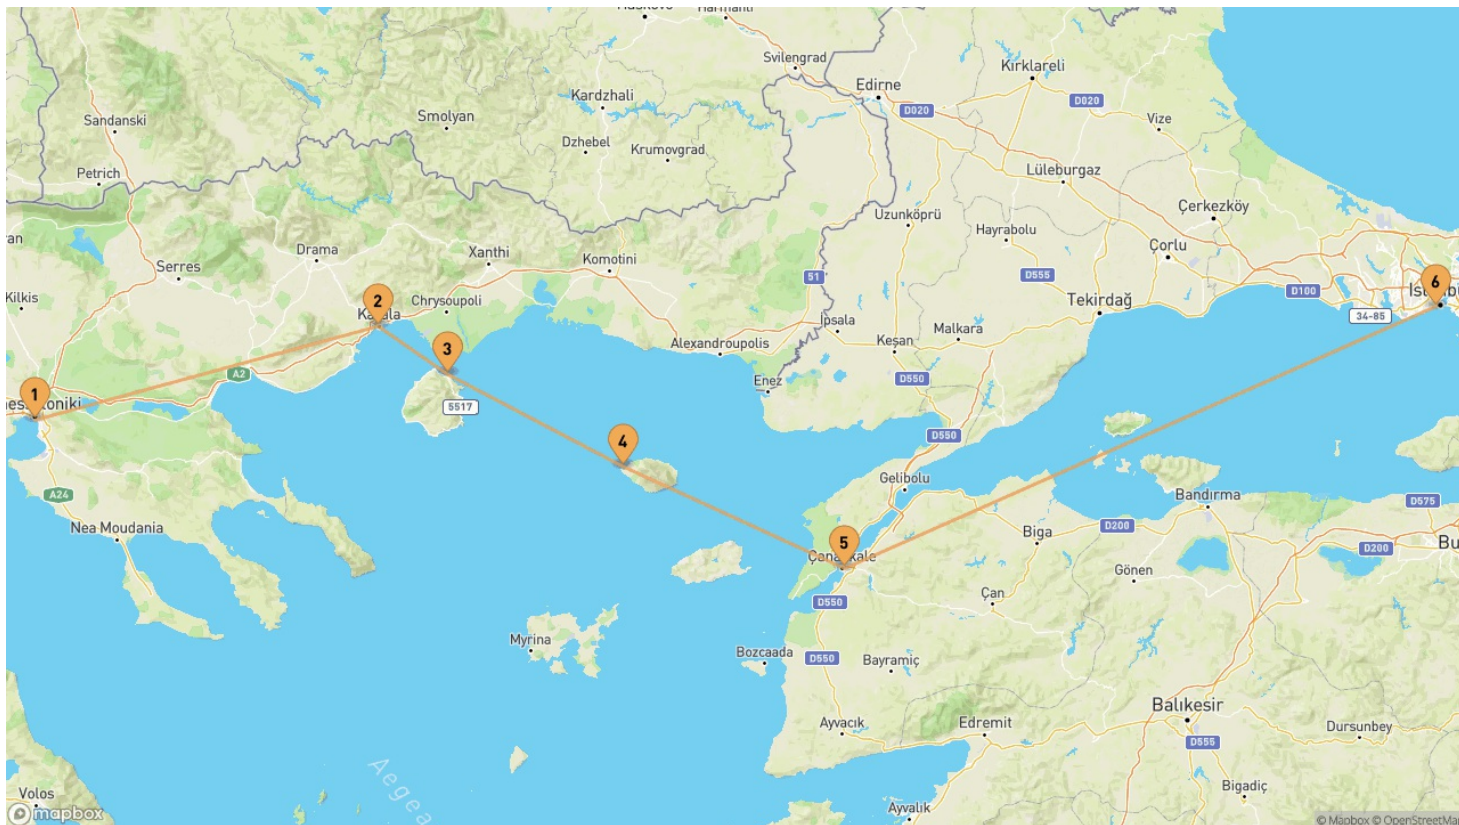 Harmanli
Svilengrad
Edirne
Kırklareli
D020
D020
Vize
Kardzhali
Smolyan
Sandanski
Dzhebel
Krumovgrad
Petrich
Lüleburgaz
Çerkezköy
Uzunköprü
Hayrabolu
Çorlu
Drama
Xanthi
Komotini
Serres
51
D555
D100
6
2
Kilkis
Chrysoupoli
Tekirdağ
34-85
İpsala
Malkara
Keşan
Alexandroupolis
3
A2
Enez
D550
1
5517
4
D550
Gelibolu
A24
Bandırma
D575
Nea Moudania
Biga
D200
5
D200
Çanakkale
Gönen
Çan
D550
Myrina
Bozcaada
D550
Bayramiç
Balıkesir
Ayvacık
Edremit
Dursunbey
D555
Aegea
Bigadiç
Volos
Ayvalık
mapbox
© Mapbox © OpenStreetMap